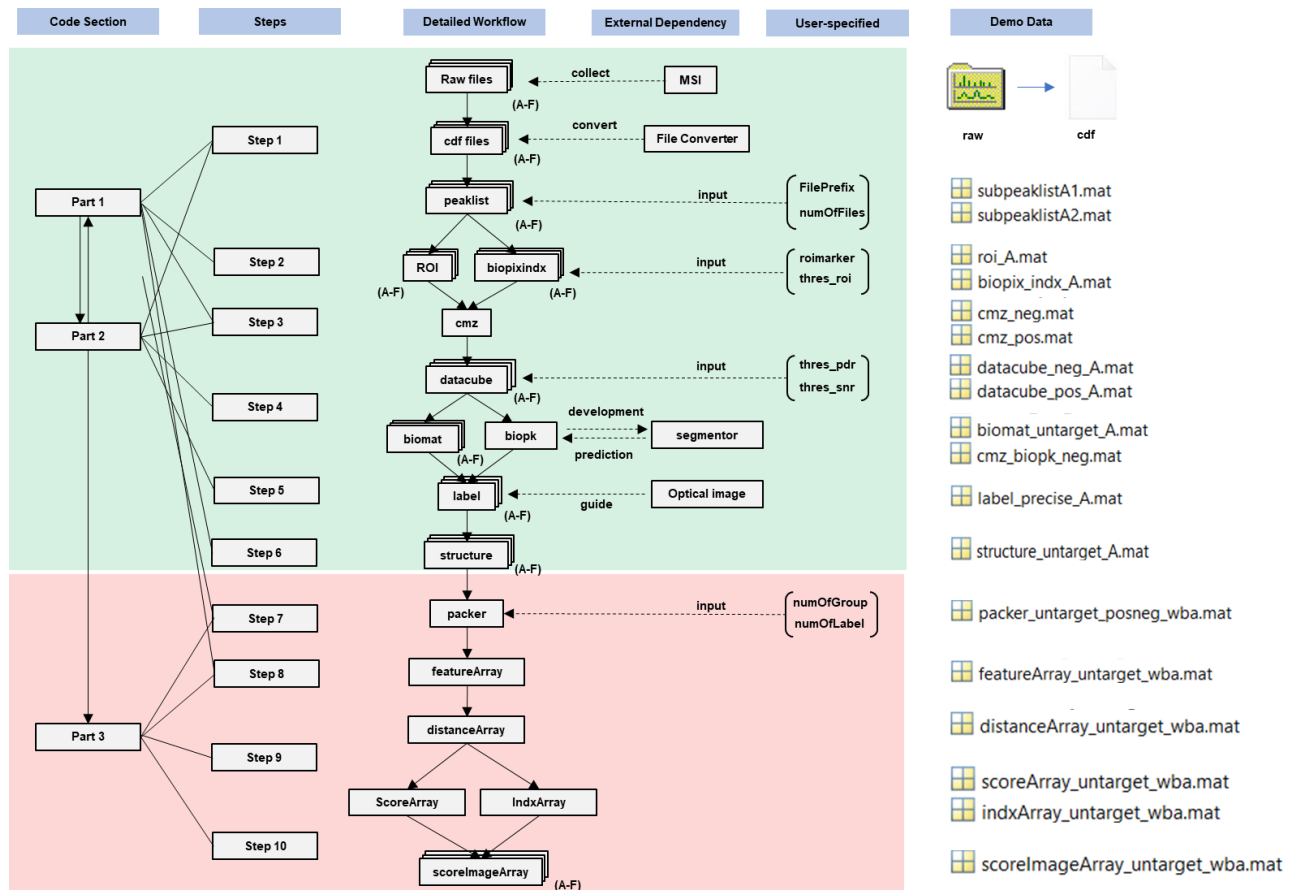 Code Section
Steps
Detailed Workflow
External Dependency
User-specified
Demo Data
Raw files
(A-F)
collect
MSI
raw
cdf
Step 1
cdf files
(A-F)
convert
File Converter
Part 1
peaklist
(A-F)
input
FilePrefix
numOfFiles
subpeaklistA1.mat
subpeaklistA2.mat
Step 2
ROI
(A-F)
biopixindx
(A-F)
input
roimarker
thres_roi
roi_A.mat
biopix_indx_A.mat
Part 2
Step 3
cmz
cmz_neg.mat
cmz_pos.mat
datacube
(A-F)
input
thres_pdr
thres_snr
datacube_neg_A.mat
datacube_pos_A.mat
Step 4
biomat
(A-F)
biopk
development
prediction
segmentor
biomat_untarget_A.mat
cmz_biopk_neg.mat
Step 5
label
(A-F)
guide
Optical image
label_precise_A.mat
Step 6
structure
(A-F)
structure_untarget_A.mat
Step 7
packer
input
numOfGroup
numOfLabel
packer_untarget_posneg_wba.mat
Step 8
featureArray
featureArray_untarget_wba.mat
Part 3
distanceArray
distanceArray_untarget_wba.mat
Step 9
ScoreArray
IndxArray
scoreArray_untarget_wba.mat
indxArray_untarget_wba.mat
Step 10
scoreImageArray
(A-F)
scoreImageArray_untarget_wba.mat